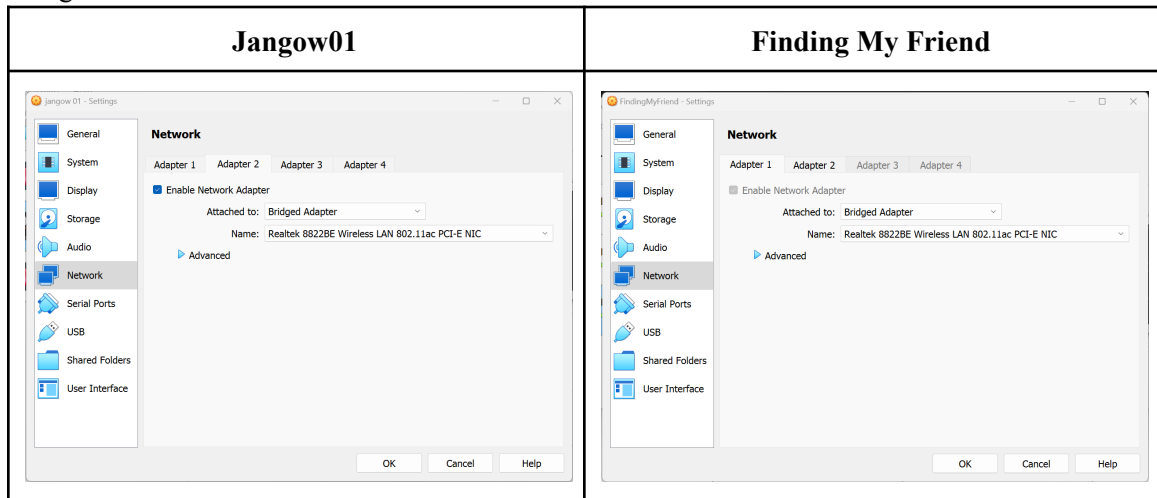 Jangow01
Finding My Friend
jangow 01 - Settings
General
System
Display
Storage
Audio
Network
Serial Ports
USB
Shared Folders
User Interface
Network
Adapter 1 Adapter 2 Adapter 3 Adapter 4
Enable Network Adapter
Attached to: Bridged Adapter
Name: Realtek 8822BE Wireless LAN 802.11ac PCI-E NIC
Advanced
OK Cancel Help
FindingMyFriend - Settings
General
System
Display
Storage
Audio
Network
Serial Ports
USB
Shared Folders
User Interface
Network
Adapter 1 Adapter 2 Adapter 3 Adapter 4
Enable Network Adapter
Attached to: Bridged Adapter
Name: Realtek 8822BE Wireless LAN 802.11ac PCI-E NIC
Advanced
OK Cancel Help